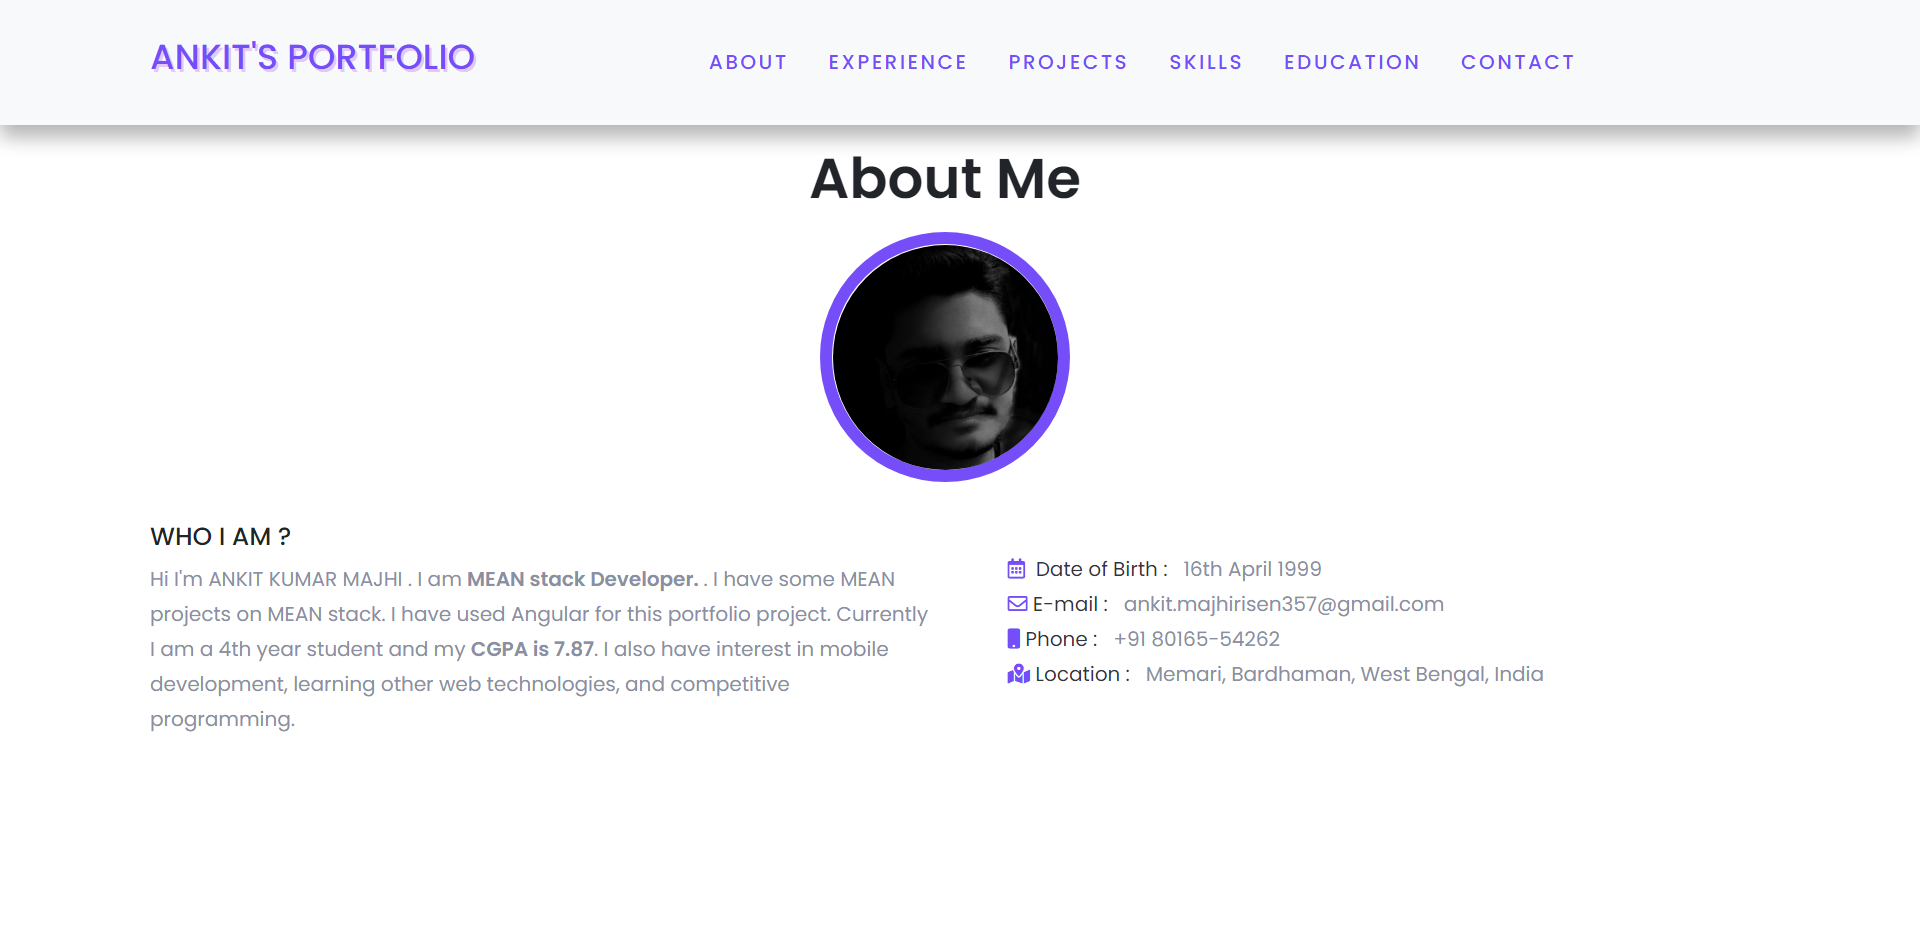 ANKIT'S PORTFOLIO
ABOUT EXPERIENCE PROJECTS SKILLS EDUCATION CONTACT
About Me
WHO I AM ?
Hi I'm ANKIT KUMAR MAJHI . I am MEAN stack Developer. . I have some MEAN
projects on MEAN stack. I have used Angular for this portfolio project. Currently
I am a 4th year student and my CGPA is 7.87. I also have interest in mobile
development, learning other web technologies, and competitive
programming.
Date of Birth : 16th April 1999
E-mail : ankit.majhirisen357@gmail.com
Phone : +91 80165-54262
Location : Memari, Bardhaman, West Bengal, India